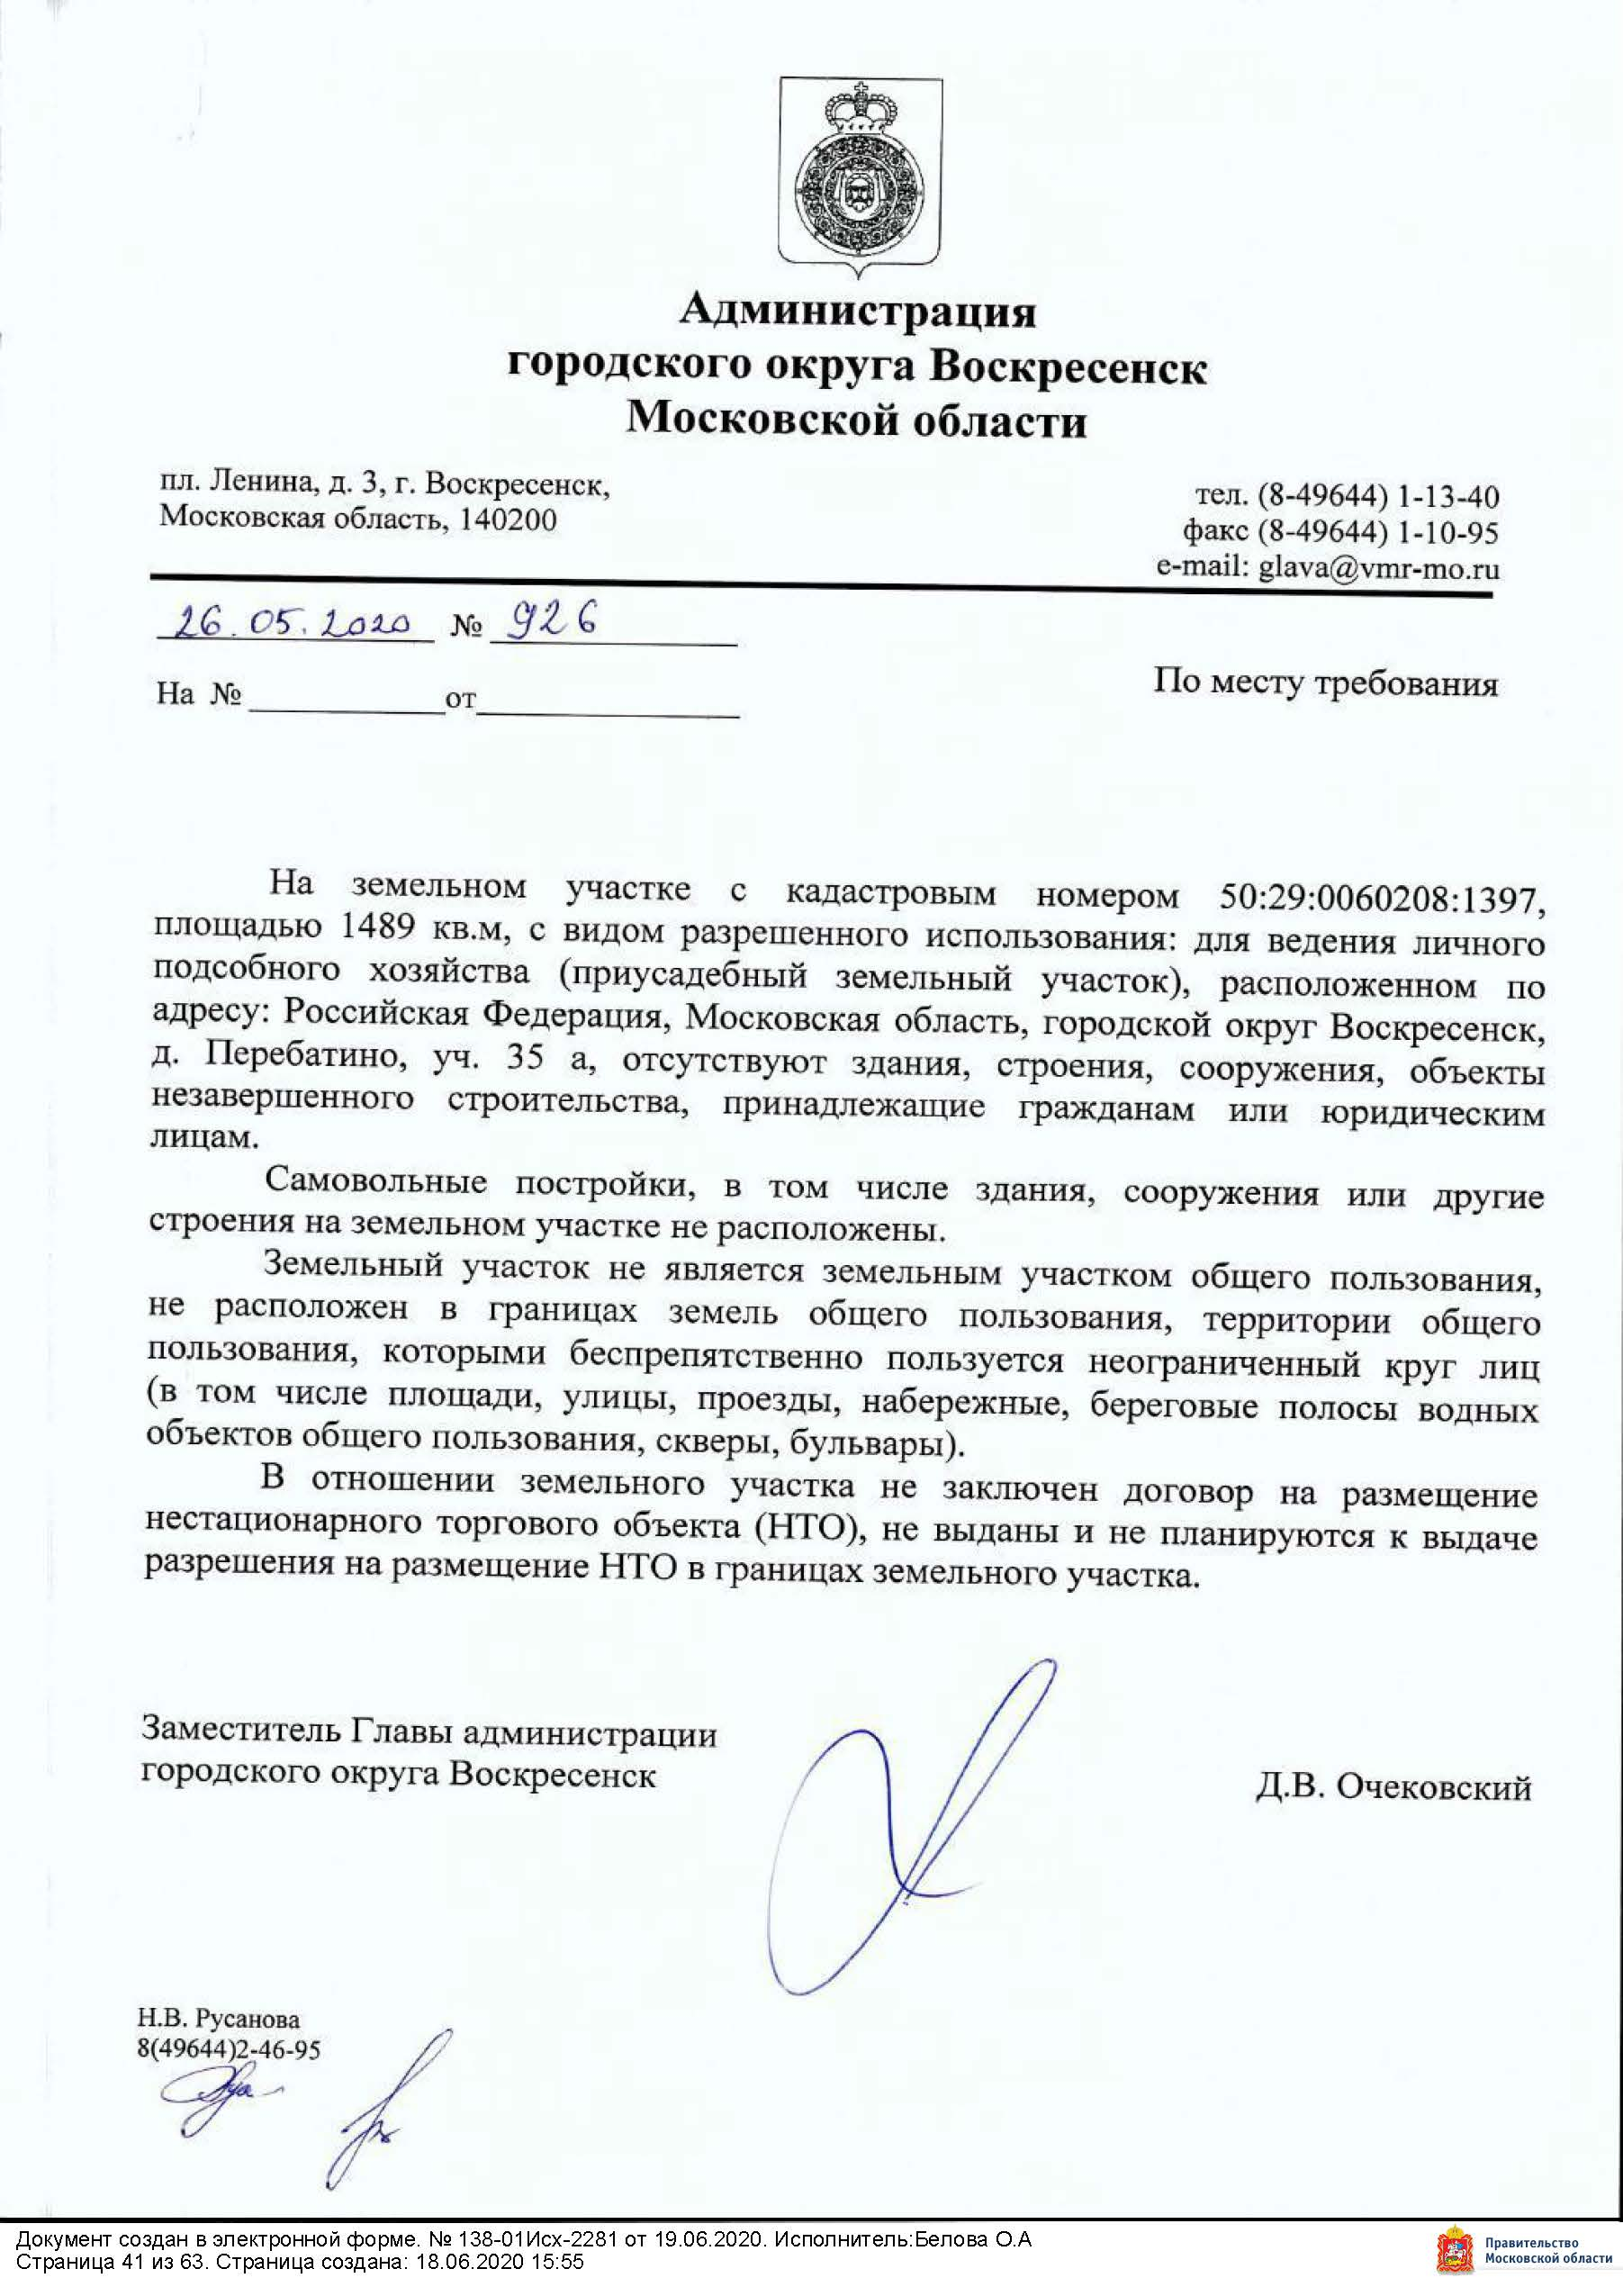 Администрация
городского округа Воскресенск
Московской области
пл. Ленина, д. 3, г. Воскресенск,
Московская область, 140200
тел. (8-49644) 1-13-40
факс (8-49644) 1-10-95
e-mail: glava@vmr-mo.ru
26.05.2020 № 926
На № ____________от________________
По месту требования
На земельном участке с кадастровым номером 50:29:0060208:1397,
площадью 1489 кв.м, с видом разрешенного использования: для ведения личного
подсобного хозяйства (приусадебный земельный участок), расположенном по
адресу: Российская Федерация, Московская область, городской округ Воскресенск,
д. Перебатино, уч. 35 а, отсутствуют здания, строения, сооружения, объекты
незавершенного строительства, принадлежащие гражданам или юридическим
лицам.
Самовольные постройки, в том числе здания, сооружения или другие
строения на земельном участке не расположены.
Земельный участок не является земельным участком общего пользования,
не расположен в границах земель общего пользования, территории общего
пользования, которыми беспрепятственно пользуется неограниченный круг лиц
(в том числе площади, улицы, проезды, набережные, береговые полосы водных
объектов общего пользования, скверы, бульвары).
В отношении земельного участка не заключен договор на размещение
нестационарного торгового объекта (НТО), не выданы и не планируются к выдаче
разрешения на размещение НТО в границах земельного участка.
Заместитель Главы администрации
городского округа Воскресенск
Д.В. Очековский
Н.В. Русанова
8(49644)2-46-95
Документ создан в электронной форме. № 138-01Исх-2281 от 19.06.2020. Исполнитель:Белова О.А
Страница 41 из 63. Страница создана: 18.06.2020 15:55
Правительство
Московской области